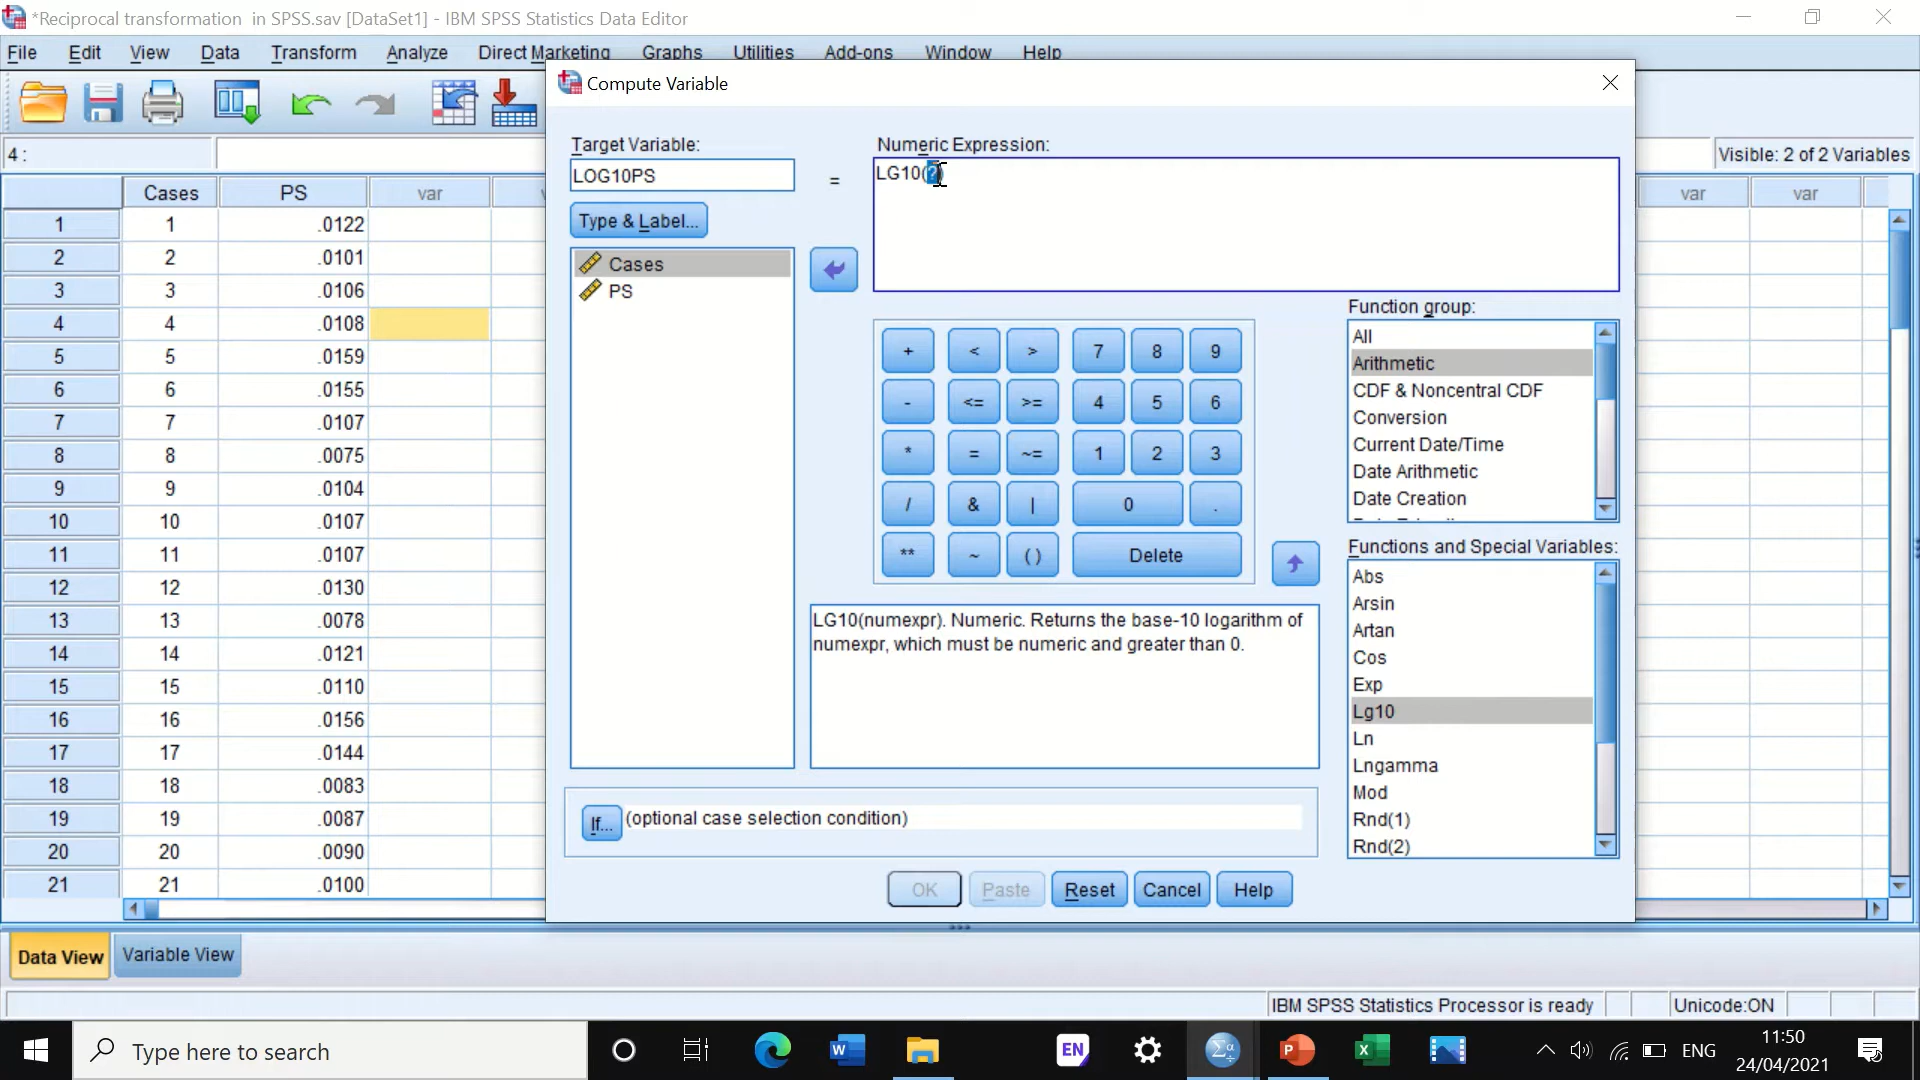 *Reciprocal transformation  in SPSS.sav [DataSet1] - IBM SPSS Statistics Data Editor
File Edit View Data Transform Analyze Direct Marketing Graphs Utilities Add-ons Window Help
Compute Variable
4 :
Visible: 2 of 2 Variables
Target Variable:
LOG10PS
=
Numeric Expression:
LG10(?)
Type & Label...
Cases
PS
Cases PS var var var
1 1 .0122
2 2 .0101
3 3 .0106
4 4 .0108
5 5 .0159
6 6 .0155
7 7 .0107
8 8 .0075
9 9 .0104
10 10 .0107
11 11 .0107
12 12 .0130
13 13 .0078
14 14 .0121
15 15 .0110
16 16 .0156
17 17 .0144
18 18 .0083
19 19 .0087
20 20 .0090
21 21 .0100
+ < > 7 8 9
- <= >= 4 5 6
* = ~= 1 2 3
/ & | 0 .
** ~ ( ) Delete
Function group:
All
Arithmetic
CDF & Noncentral CDF
Conversion
Current Date/Time
Date Arithmetic
Date Creation
Functions and Special Variables:
Abs
Arsin
Artan
Cos
Exp
Lg10
Ln
Lngamma
Mod
Rnd(1)
Rnd(2)
LG10(numexpr). Numeric. Returns the base-10 logarithm of
numexpr, which must be numeric and greater than 0.
If... (optional case selection condition)
OK Paste Reset Cancel Help
Data View Variable View
IBM SPSS Statistics Processor is ready Unicode:ON
Type here to search
EN
ENG
11:50
24/04/2021